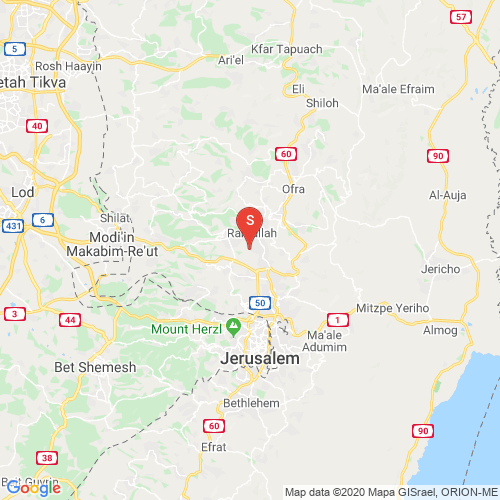 57
Kfar Tapuach
5
Ari'el
Rosh Haayin
etah Tikva
Eli
Ma'ale Efraim
Shiloh
40
60
90
Ofra
Lod
Al-Auja
6
Shilat
431
S
Modi'in
Makabim-Re'ut
Jericho
50
Mitzpe Yeriho
3
44
1
Mount Herzl
Almog
Ma'ale
Adumim
Jerusalem
Bet Shemesh
Bethlehem
60
90
Efrat
38
Bet Guvrin
Google
Map data ©2020 Mapa GISrael, ORION-ME